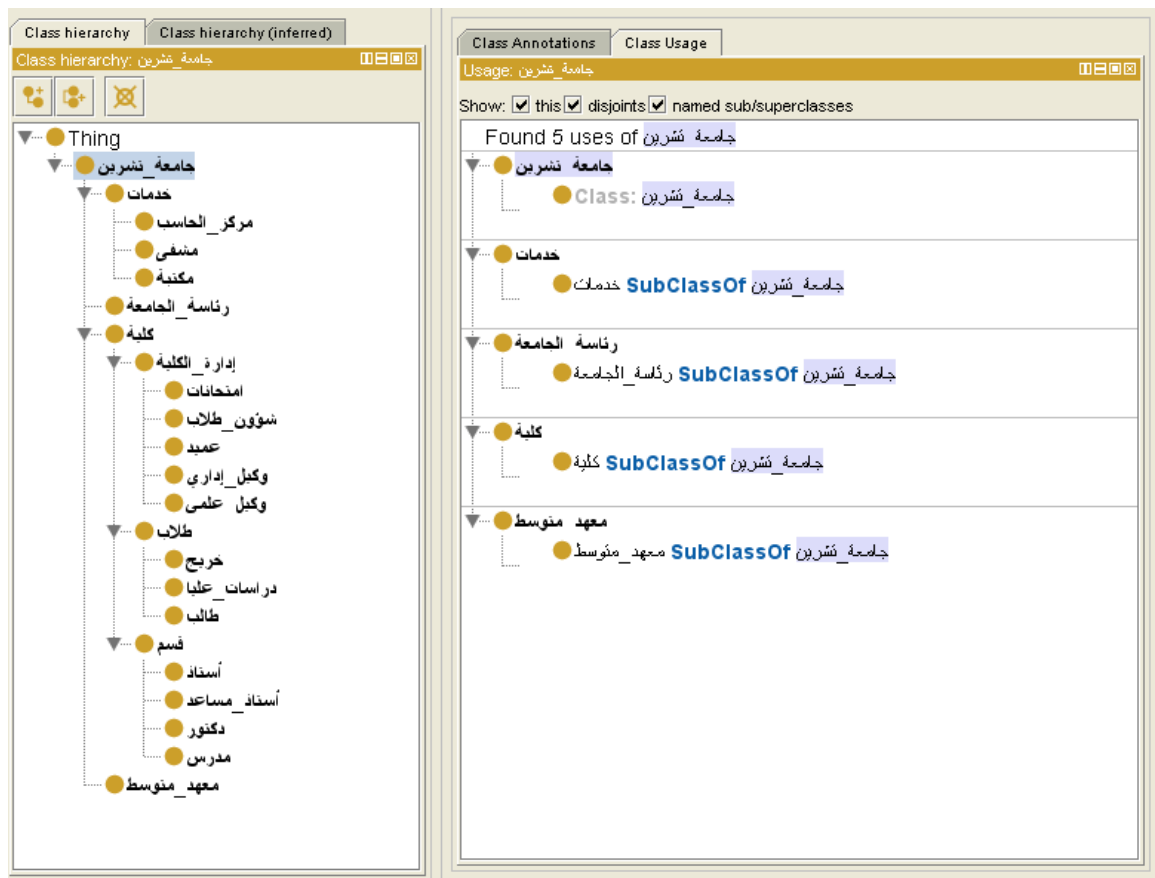 Class hierarchy
Class hierarchy (inferred)
Class hierarchy: جامعة_تشرين
Thing
جامعة_تشرين
خدمات
مركز_الحاسب
مشفى
مكتبة
رئاسة_الجامعة
كلية
إدارة_الكلية
امتحانات
شؤون_طلاب
عميد
وكيل_إداري
وكيل_علمي
طلاب
خريج
دراسات_عليا
طالب
قسم
أستاذ
أستاذ_مساعد
دكتور
مدرس
معهد_متوسط
Class Annotations
Class Usage
Usage: جامعة_تشرين
Show: this disjoints named sub/superclasses
Found 5 uses of جامعة_تشرين
جامعة_تشرين
Class: جامعة_تشرين
خدمات
خدمات SubClassOf جامعة_تشرين
رئاسة_الجامعة
رئاسة_الجامعة SubClassOf جامعة_تشرين
كلية
كلية SubClassOf جامعة_تشرين
معهد_متوسط
معهد_متوسط SubClassOf جامعة_تشرين